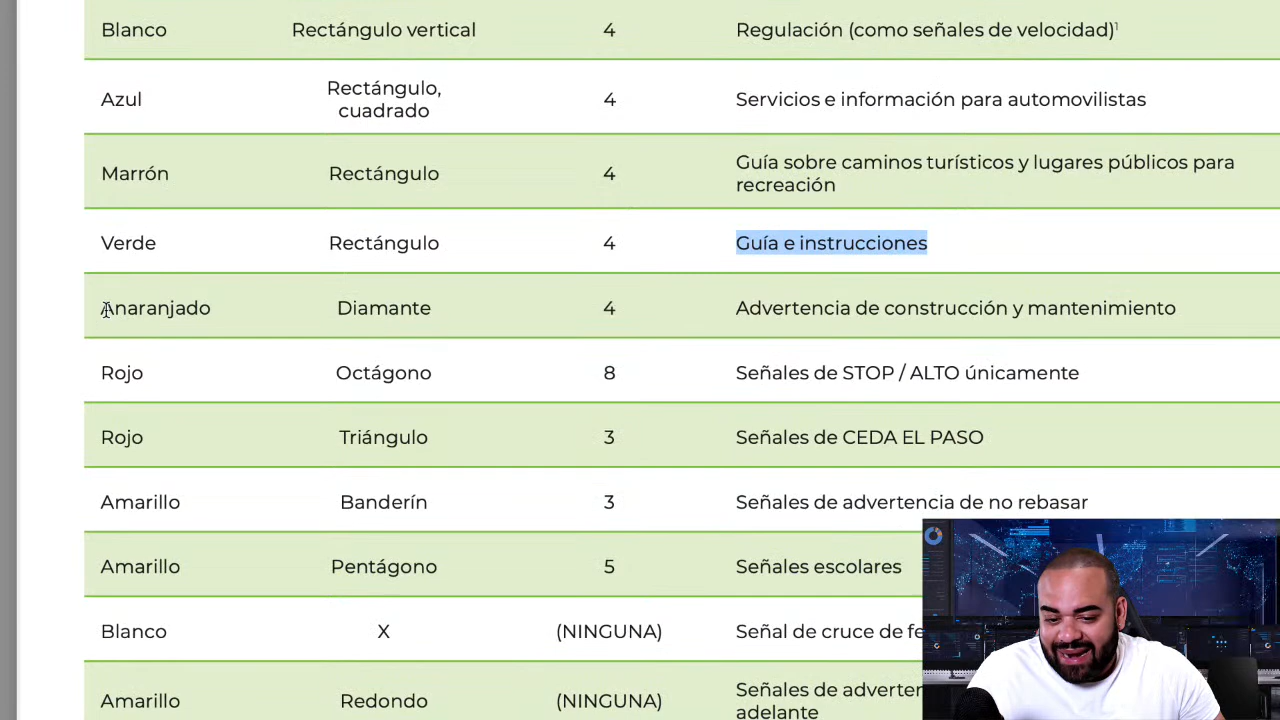 Blanco Rectángulo vertical 4 Regulación (como señales de velocidad)¹
Azul Rectángulo, cuadrado 4 Servicios e información para automovilistas
Marrón Rectángulo 4 Guía sobre caminos turísticos y lugares públicos para
recreación
Verde Rectángulo 4 Guía e instrucciones
Anaranjado Diamante 4 Advertencia de construcción y mantenimiento
Rojo Octágono 8 Señales de STOP / ALTO únicamente
Rojo Triángulo 3 Señales de CEDA EL PASO
Amarillo Banderín 3 Señales de advertencia de no rebasar
Amarillo Pentágono 5 Señales escolares
Blanco X (NINGUNA) Señal de cruce de
Amarillo Redondo (NINGUNA) Señales de
adelante